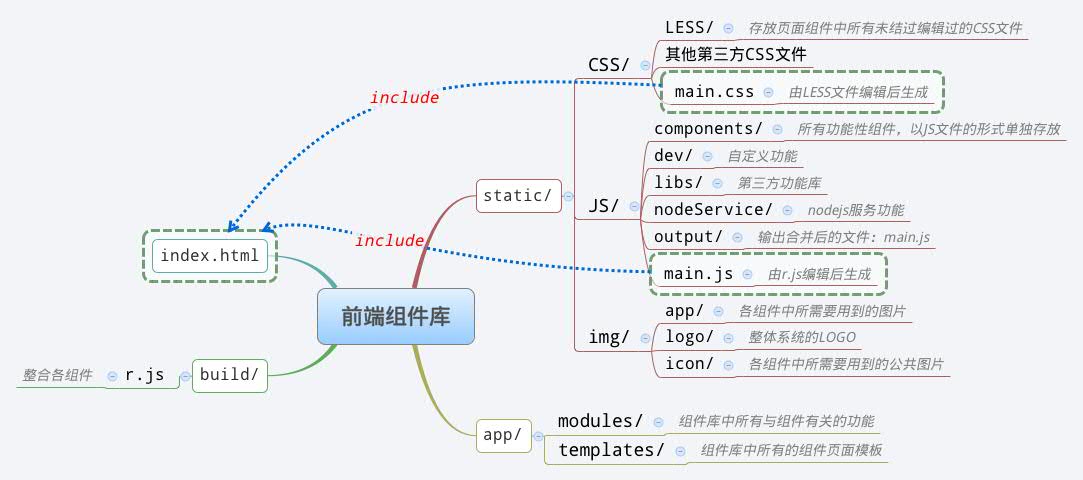 LESS/ 存放页面组件中所有未结过编辑过的CSS文件
CSS/ 其他第三方CSS文件
main.css 由LESS文件编辑后生成
include
components/ 所有功能性组件，以JS文件的形式单独存放
dev/ 自定义功能
libs/ 第三方功能库
static/
JS/
nodeService/ nodejs服务功能
output/ 输出合并后的文件：main.js
include
index.html
main.js 由r.js编辑后生成
前端组件库
app/ 各组件中所需要用到的图片
img/
logo/ 整体系统的LOGO
icon/ 各组件中所需要用到的公共图片
整合各组件 r.js build/
modules/ 组件库中所有与组件有关的功能
app/
templates/ 组件库中所有的组件页面模板